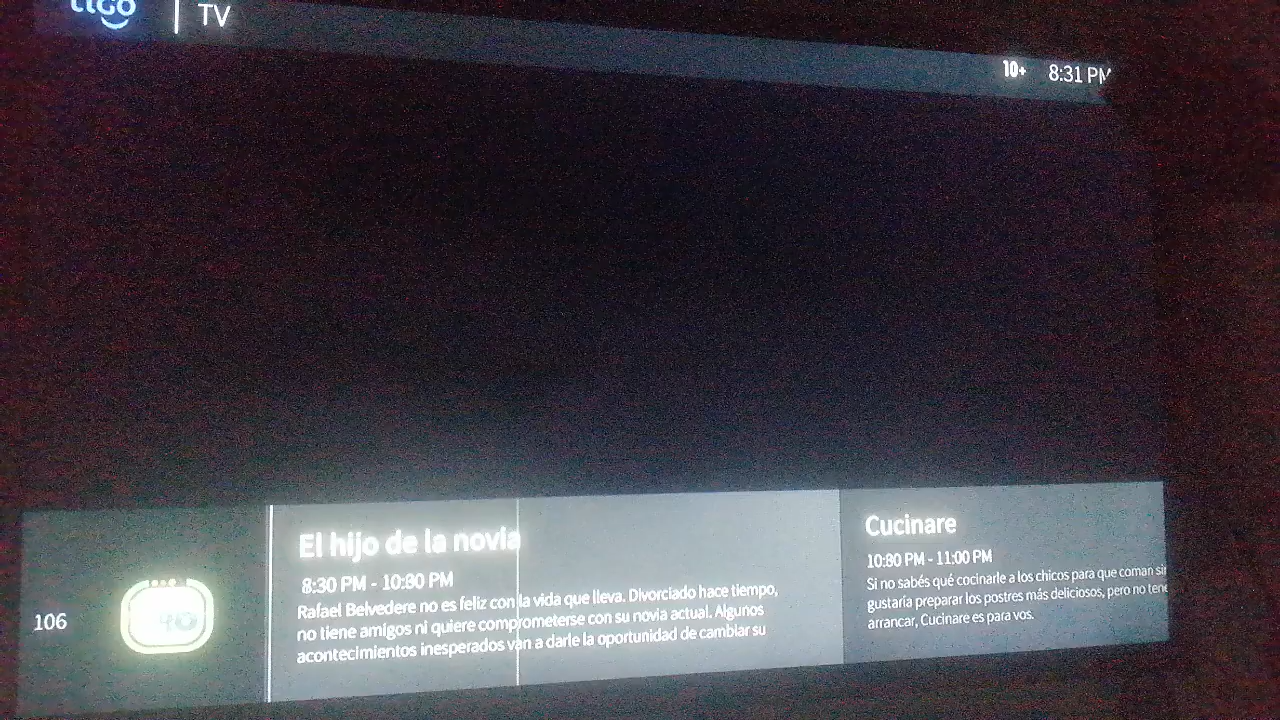 tigo | TV
10+ 8:31 PM
106
El hijo de la novia
8:30 PM - 10:30 PM
Rafael Belvedere no es feliz con la vida que lleva. Divorciado hace tiempo,
no tiene amigos ni quiere comprometerse con su novia actual. Algunos
acontecimientos inesperados van a darle la oportunidad de cambiar su
Cucinare
10:30 PM - 11:00 PM
Si no sabés qué cocinarle a los chicos para que coman
gustaría preparar los postres más deliciosos, pero no
arrancar, Cucinare es para vos.